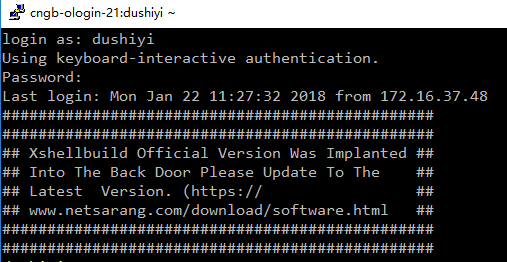 cngb-ologin-21:dushiyi ~
login as: dushiyi
Using keyboard-interactive authentication.
Password:
Last login: Mon Jan 22 11:27:32 2018 from 172.16.37.48
################################################
################################################
## Xshellbuild Official Version Was Implanted ##
## Into The Back Door Please Update To The    ##
## Latest  Version. (https://                 ##
## www.netsarang.com/download/software.html   ##
################################################
################################################